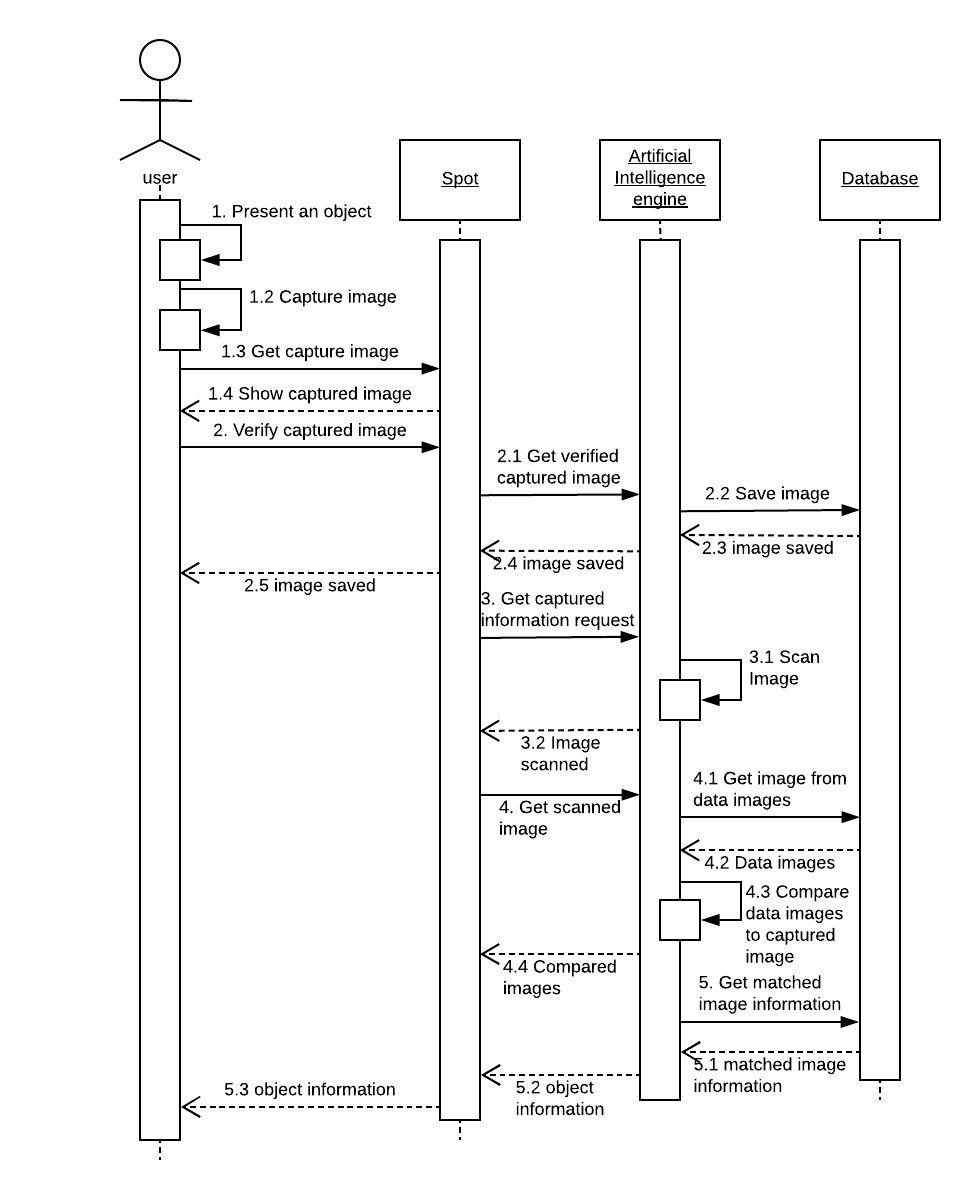 user
Spot
Artificial
Intelligence
engine
Database
1. Present an object
1.2 Capture image
1.3 Get capture image
1.4 Show captured image
2. Verify captured image
2.1 Get verified
captured image
2.2 Save image
2.3 image saved
2.4 image saved
2.5 image saved
3. Get captured
information request
3.1 Scan
Image
3.2 Image
scanned
4. Get scanned
image
4.1 Get image from
data images
4.2 Data images
4.3 Compare
data images
to captured
image
4.4 Compared
images
5. Get matched
image information
5.1 matched image
information
5.2 object
information
5.3 object information